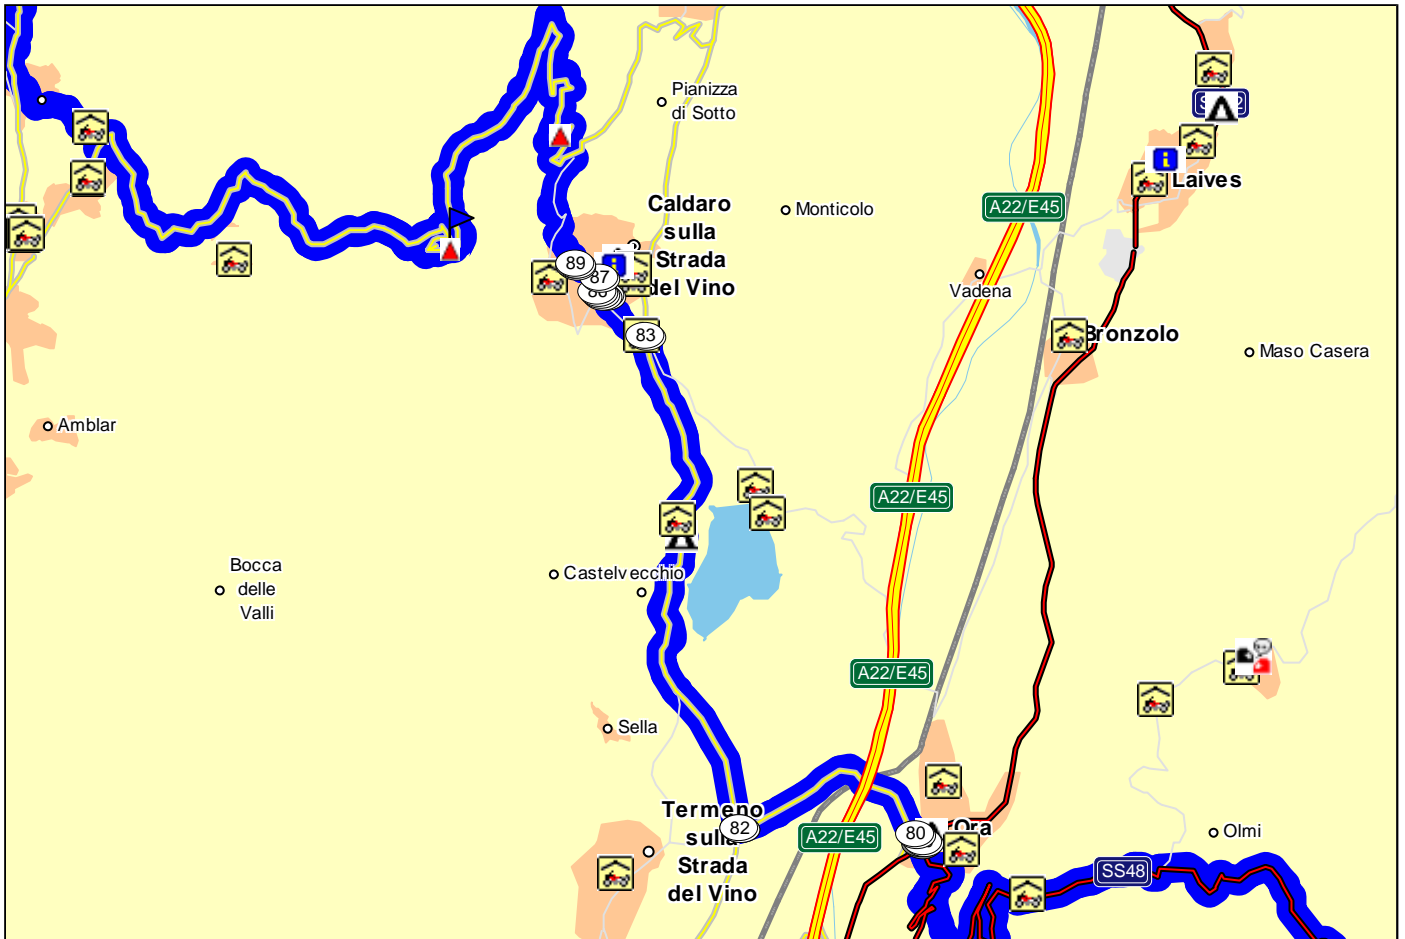 Pianizza
di Sotto
Laives
Caldaro
sulla
Strada
del Vino
Monticolo
A22/E45
Vadena
89
87
83
Bronzolo
Maso Casera
Amblar
A22/E45
Bocca
delle
Valli
Castelvecchio
A22/E45
Sella
Termeno
sulla
Strada
del Vino
82
A22/E45
80
Ora
Olmi
SS48